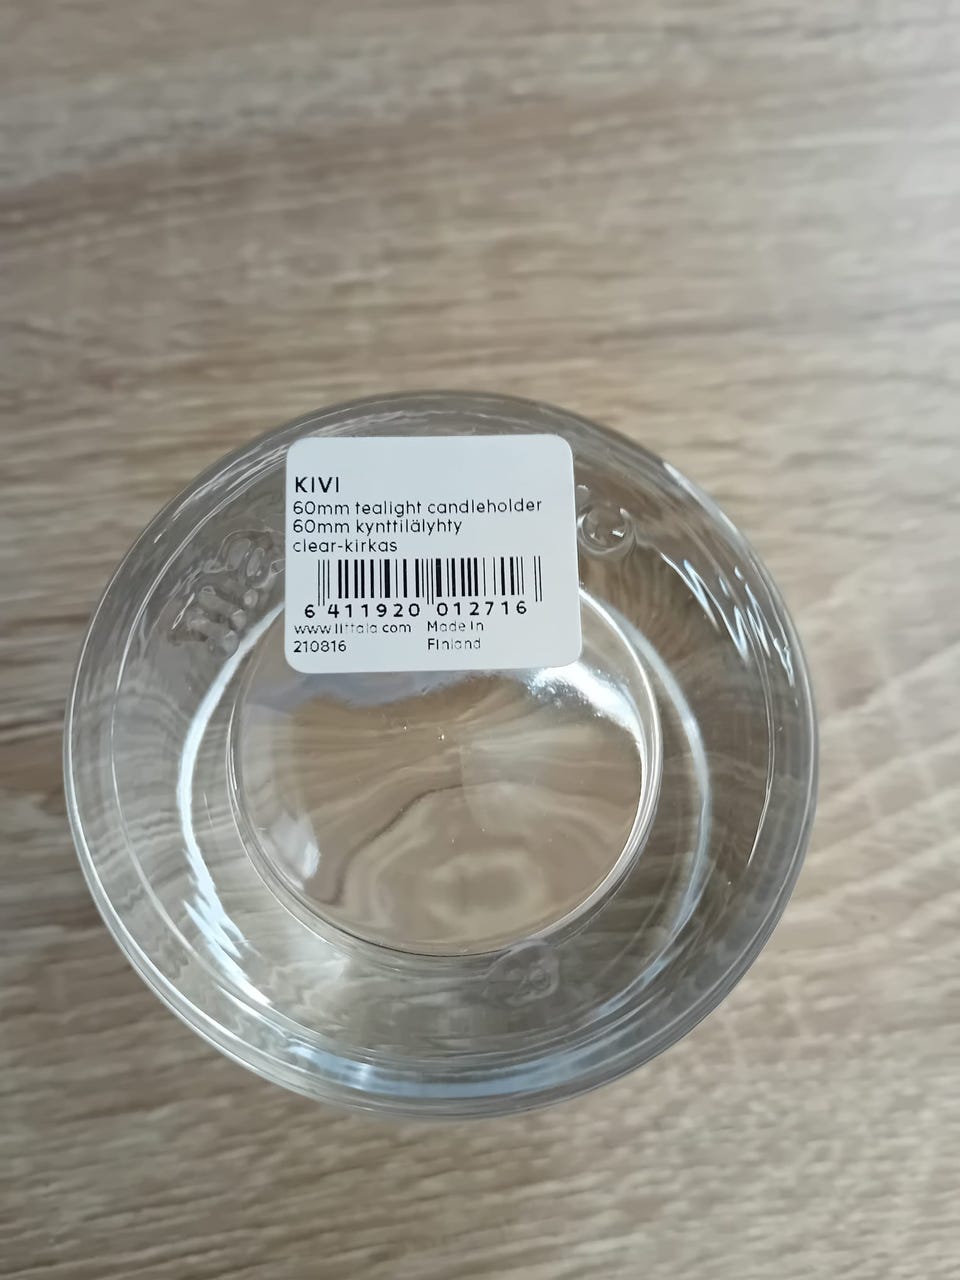 KIVI
60mm tealight candleholder
60mm kynttilälyhty
clear-kirkas
6 411920 012716
www.iittala.com Made in
210816 Finland